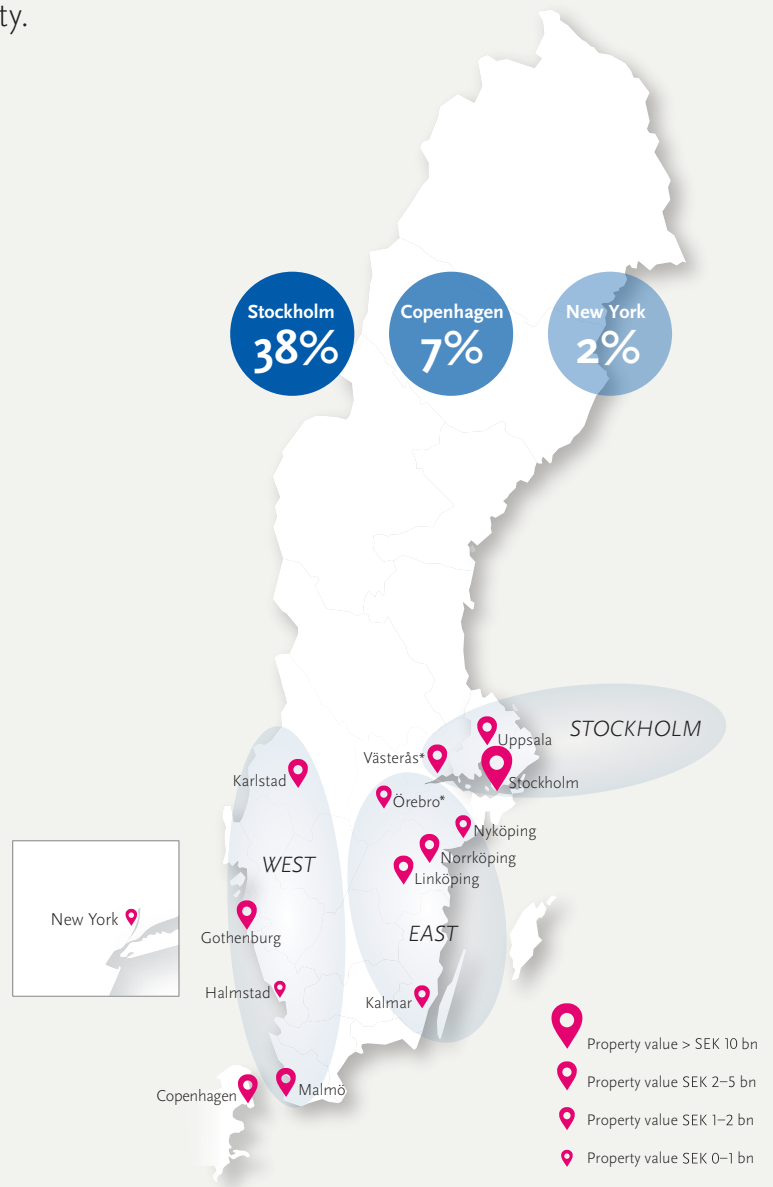 ty.
Stockholm
38%
Copenhagen
7%
New York
2%
STOCKHOLM
Uppsala
Västerås*
Stockholm
Karlstad
Örebro*
Nyköping
Norrköping
WEST
Linköping
New York
Gothenburg
EAST
Halmstad
Kalmar
Copenhagen
Malmö
Property value > SEK 10 bn
Property value SEK 2–5 bn
Property value SEK 1–2 bn
Property value SEK 0–1 bn